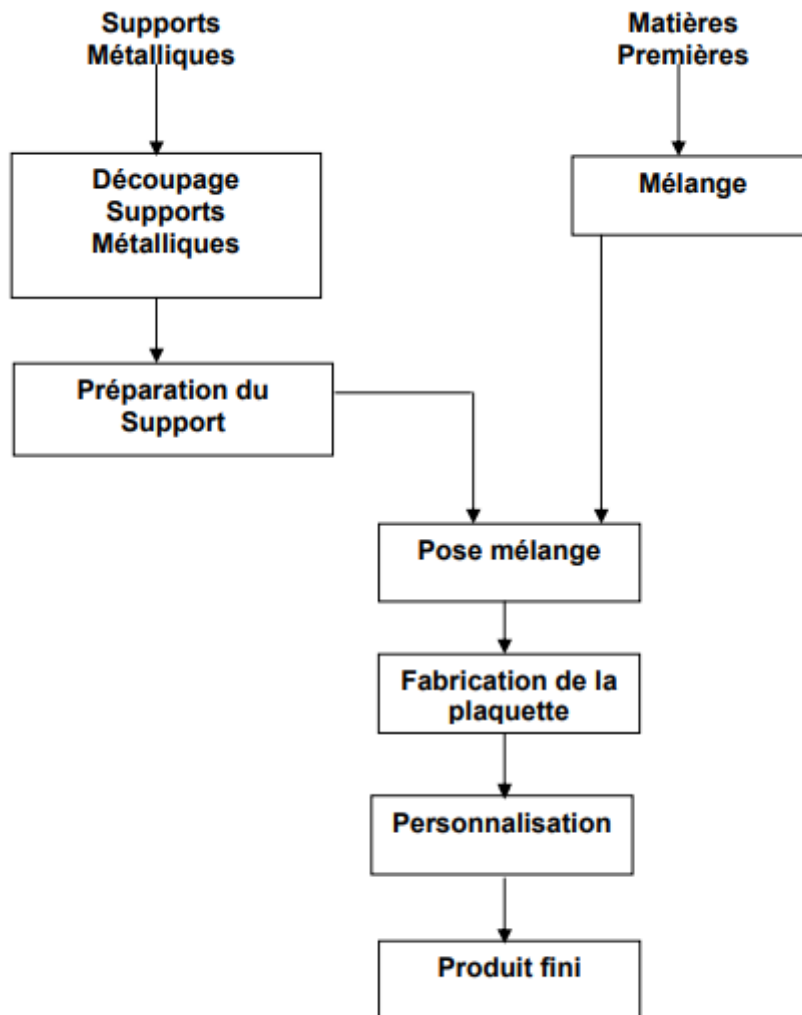 Supports
Métalliques
Matières
Premières
Découpage
Supports
Métalliques
Mélange
Préparation du
Support
Pose mélange
Fabrication de la
plaquette
Personnalisation
Produit fini